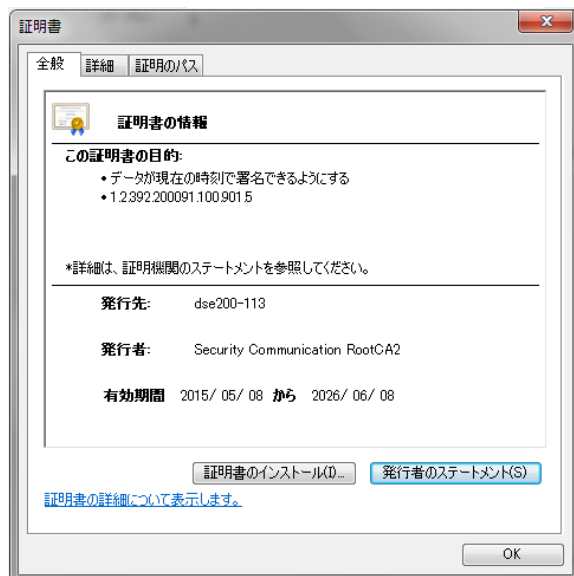 証明書
全般 詳細 証明のパス
証明書の情報
この証明書の目的:
• データが現在の時刻で署名できるようにする
• 1.2.392.200091.100.901.5
*詳細は、証明機関のステートメントを参照してください。
発行先: dse200-113
発行者: Security Communication RootCA2
有効期間 2015/ 05/ 08 から 2026/ 06/ 08
証明書のインストール(I)... 発行者のステートメント(S)
証明書の詳細について表示します。
OK